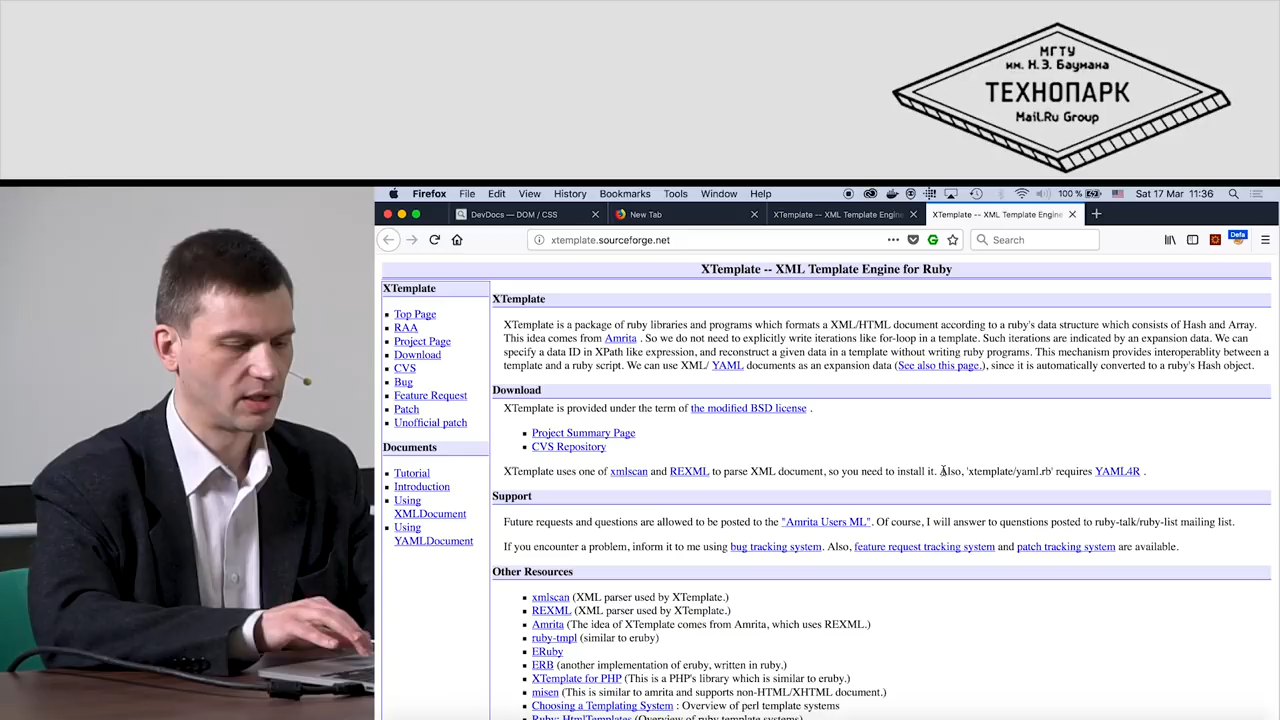 МГТУ
им. Н.Э. Баумана
ТЕХНОПАРК
Mail.Ru Group
Firefox File Edit View History Bookmarks Tools Window Help
100 % Sat 17 Mar 11:36
DevDocs — DOM / CSS
New Tab
XTemplate -- XML Template Engine
XTemplate -- XML Template Engine
xtemplate.sourceforge.net
Search
Defa
XTemplate -- XML Template Engine for Ruby
XTemplate
Top Page
RAA
Project Page
Download
CVS
Bug
Feature Request
Patch
Unofficial patch
Documents
Tutorial
Introduction
Using
XMLDocument
Using
YAMLDocument
XTemplate
XTemplate is a package of ruby libraries and programs which formats a XML/HTML document according to a ruby's data structure which consists of Hash and Array.
This idea comes from Amrita . So we do not need to explicitly write iterations like for-loop in a template. Such iterations are indicated by an expansion data. We can
specify a data ID in XPath like expression, and reconstruct a given data in a template without writing ruby programs. This mechanism provides interoperablity between a
template and a ruby script. We can use XML/ YAML documents as an expansion data (See also this page.), since it is automatically converted to a ruby's Hash object.
Download
XTemplate is provided under the term of the modified BSD license .
Project Summary Page
CVS Repository
XTemplate uses one of xmlscan and REXML to parse XML document, so you need to install it. Also, 'xtemplate/yaml.rb' requires YAML4R .
Support
Future requests and questions are allowed to be posted to the "Amrita Users ML". Of course, I will answer to quenstions posted to ruby-talk/ruby-list mailing list.
If you encounter a problem, inform it to me using bug tracking system. Also, feature request tracking system and patch tracking system are available.
Other Resources
xmlscan (XML parser used by XTemplate.)
REXML (XML parser used by XTemplate.)
Amrita (The idea of XTemplate comes from Amrita, which uses REXML.)
ruby-tmpl (similar to eruby)
ERuby
ERB (another implementation of eruby, written in ruby.)
XTemplate for PHP (This is a PHP's library which is similar to eruby.)
misen (This is similar to amrita and supports non-HTML/XHTML document.)
Choosing a Templating System : Overview of perl template systems
Ruby: HtmlTemplates (Overview of ruby template systems)